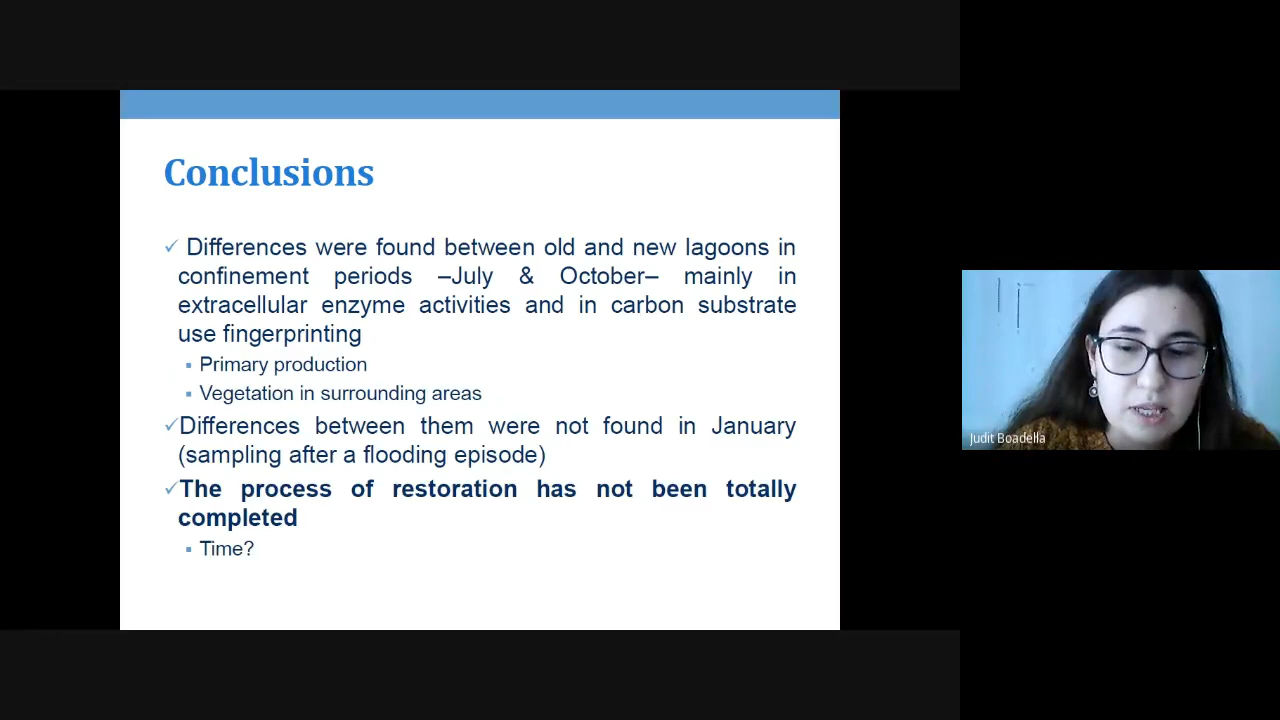 Conclusions
✓ Differences were found between old and new lagoons in
confinement periods –July & October– mainly in
extracellular enzyme activities and in carbon substrate
use fingerprinting
▪ Primary production
▪ Vegetation in surrounding areas
✓Differences between them were not found in January
(sampling after a flooding episode)
✓The process of restoration has not been totally
completed
▪ Time?
Judit Boadella